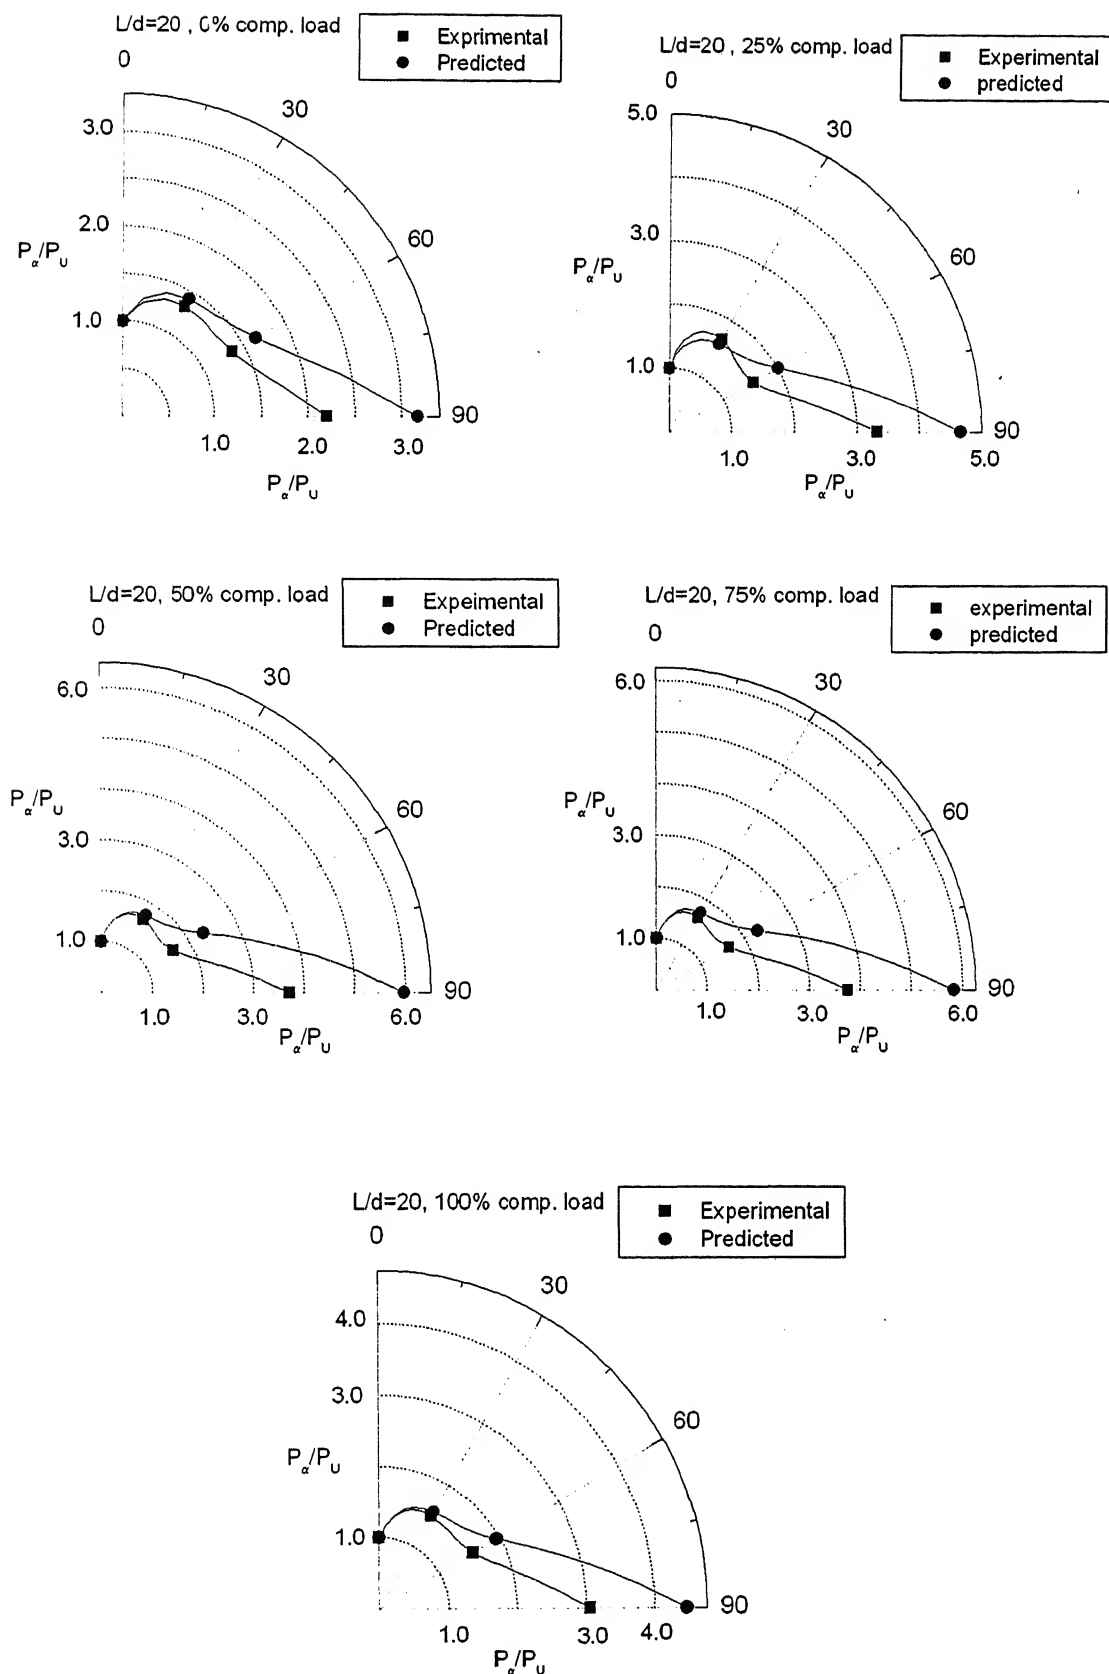 L/d=20 , 0% comp. load
Exprimental
Predicted
0
30
60
90
3.0
2.0
1.0
Pα/PU
1.0
2.0
3.0
Pα/PU
L/d=20 , 25% comp. load
Experimental
predicted
0
30
60
90
5.0
3.0
1.0
Pα/PU
1.0
3.0
5.0
Pα/PU
L/d=20, 50% comp. load
Expeimental
Predicted
0
30
60
90
6.0
3.0
1.0
Pα/PU
1.0
3.0
6.0
Pα/PU
L/d=20, 75% comp. load
experimental
predicted
0
30
60
90
6.0
3.0
1.0
Pα/PU
1.0
3.0
6.0
Pα/PU
L/d=20, 100% comp. load
Experimental
Predicted
0
30
60
90
4.0
3.0
1.0
Pα/PU
1.0
3.0
4.0
Pα/PU